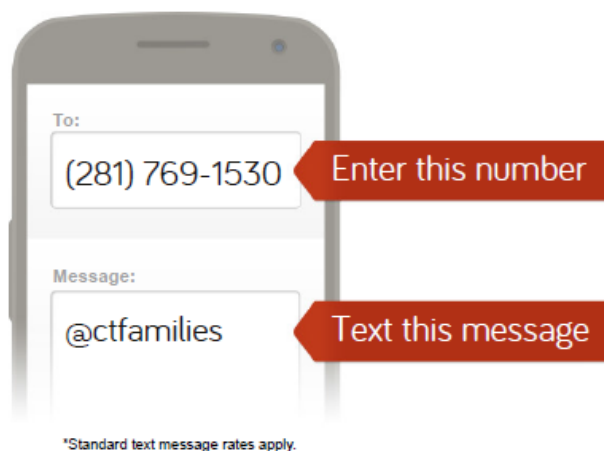 To:
(281) 769-1530
Enter this number
Message:
@ctfamilies
Text this message
*Standard text message rates apply.